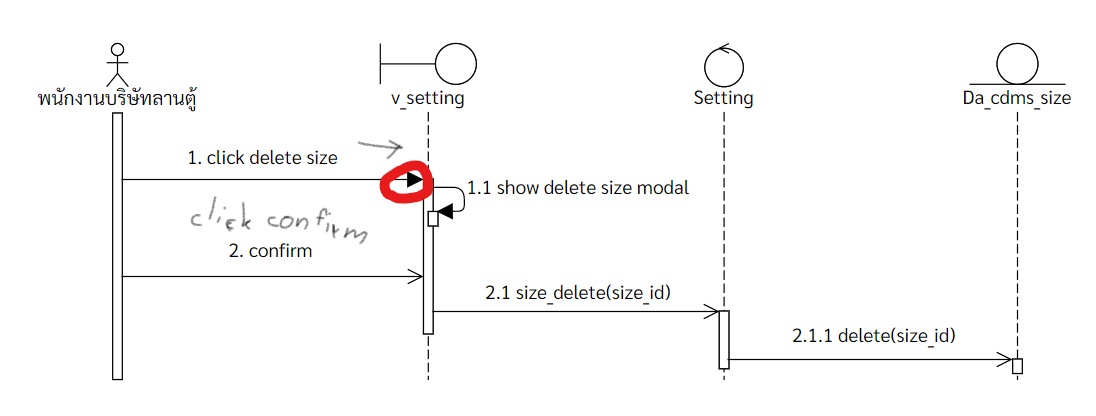 พนักงานบริษัทลานตู้
v_setting
Setting
Da_cdms_size
1. click delete size
1.1 show delete size modal
click confirm
2. confirm
2.1 size_delete(size_id)
2.1.1 delete(size_id)